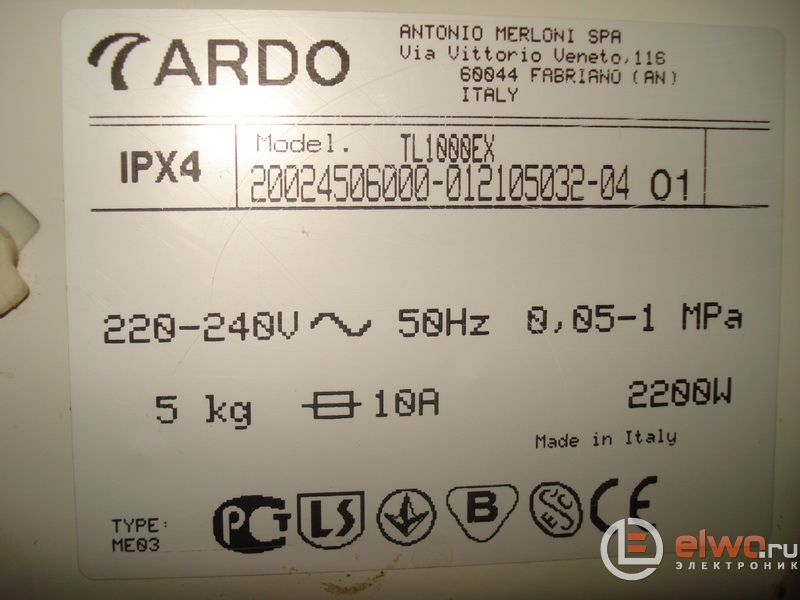 ARDO
ANTONIO MERLONI SPA
Via Vittorio Veneto,116
60044 FABRIANO (AN)
ITALY
IPX4
Model. TL1000EX
20024506000-012105032-04 01
220-240V 50Hz 0,05-1 MPa
5 kg 10A 2200W
Made in Italy
TYPE:
ME03
РСТ LS B ESC CE
elwo.ru
ЭЛЕКТРОНИК